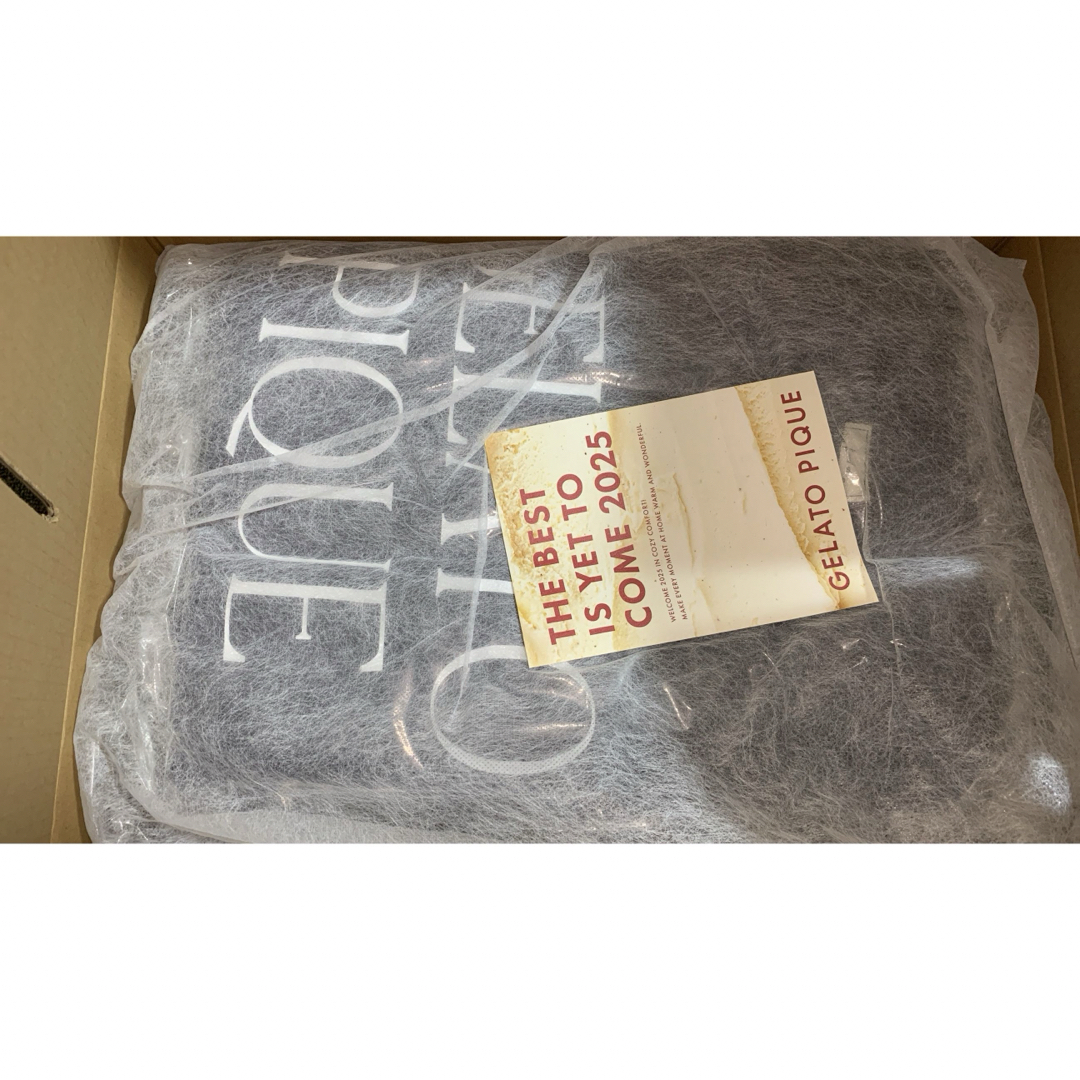 GELATO
PIQUE
THE BEST
IS YET TO
COME 2025
WELCOME 2025 IN COZY COMFORT!
MAKE EVERY MOMENT AT HOME WARM AND WONDERFUL
GELATO PIQUE